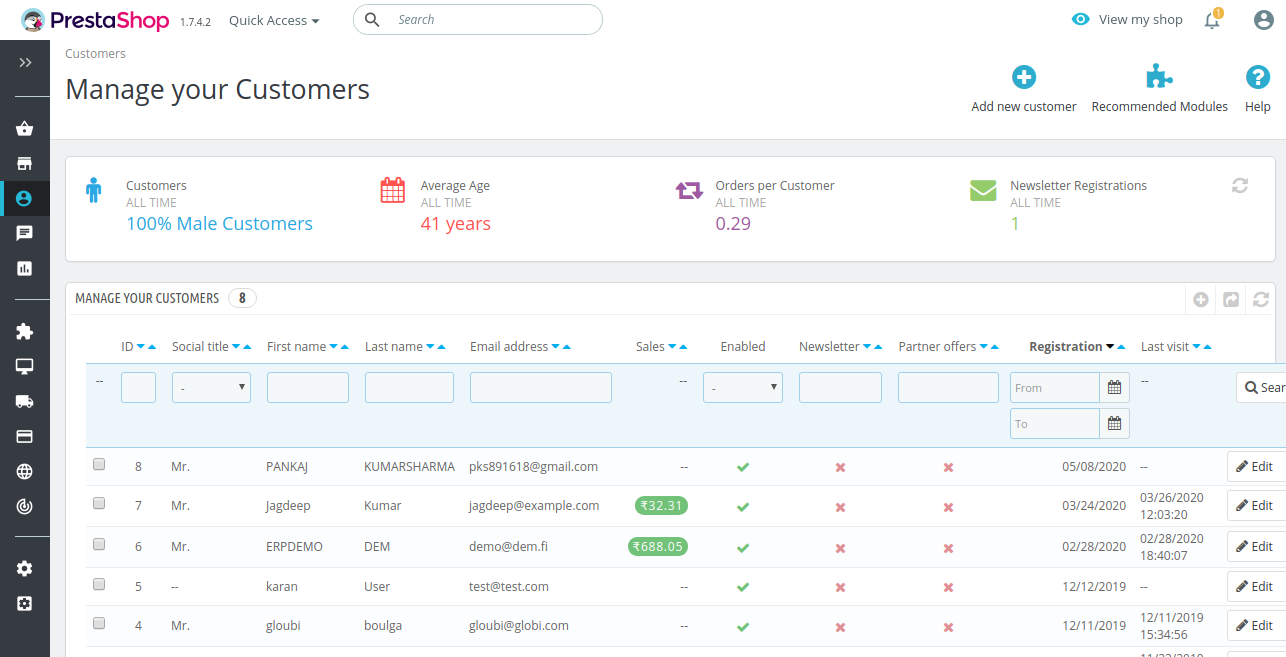 PrestaShop 1.7.4.2 Quick Access Search View my shop 1
Customers
Manage your Customers
Add new customer Recommended Modules Help
Customers Average Age Orders per Customer Newsletter Registrations
ALL TIME ALL TIME ALL TIME ALL TIME
100% Male Customers 41 years 0.29 1
MANAGE YOUR CUSTOMERS 8
ID Social title First name Last name Email address Sales Enabled Newsletter Partner offers Registration Last visit
-- - -- - From -- Sear
To
8 Mr. PANKAJ KUMARSHARMA pks891618@gmail.com -- 05/08/2020 -- Edit
7 Mr. Jagdeep Kumar jagdeep@example.com ₹32.31 03/24/2020 03/26/2020 12:03:20 Edit
6 Mr. ERPDEMO DEM demo@dem.fi ₹688.05 02/28/2020 02/28/2020 18:40:07 Edit
5 -- karan User test@test.com -- 12/12/2019 -- Edit
4 Mr. gloubi boulga gloubi@globi.com -- 12/11/2019 12/11/2019 15:34:56 Edit